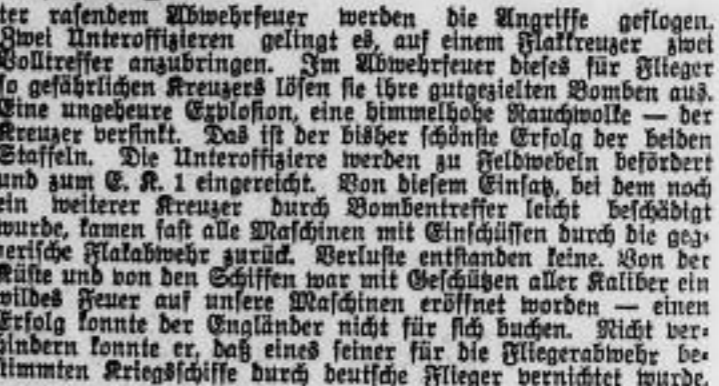 ter rasendem Abwehrfeuer werden die Angriffe geflogen.
Zwei Unteroffizieren gelingt es, auf einem Flakkreuzer zwei
Volltreffer anzubringen. Im Abwehrfeuer dieses für Flieger
so gefährlichen Kreuzers lösen sie ihre gutgezielten Bomben aus.
Eine ungeheure Explosion, eine himmelhohe Rauchwolke — der
Kreuzer versinkt. Das ist der bisher schönste Erfolg der beiden
Staffeln. Die Unteroffiziere werden zu Feldwebeln befördert
und zum E. K. 1 eingereicht. Von diesem Einsatz, bei dem noch
ein weiterer Kreuzer durch Bombentreffer leicht beschädigt
wurde, kamen fast alle Maschinen mit Einschüssen durch die geg-
nerische Flakabwehr zurück. Verluste entstanden keine. Von der
Küste und von den Schiffen war mit Geschützen aller Kaliber ein
wildes Feuer auf unsere Maschinen eröffnet worden — einen
Erfolg konnte der Engländer nicht für sich buchen. Nicht ver-
hindern konnte er, daß eines seiner für die Fliegerabwehr be-
stimmten Kriegsschiffe durch deutsche Flieger vernichtet wurde.